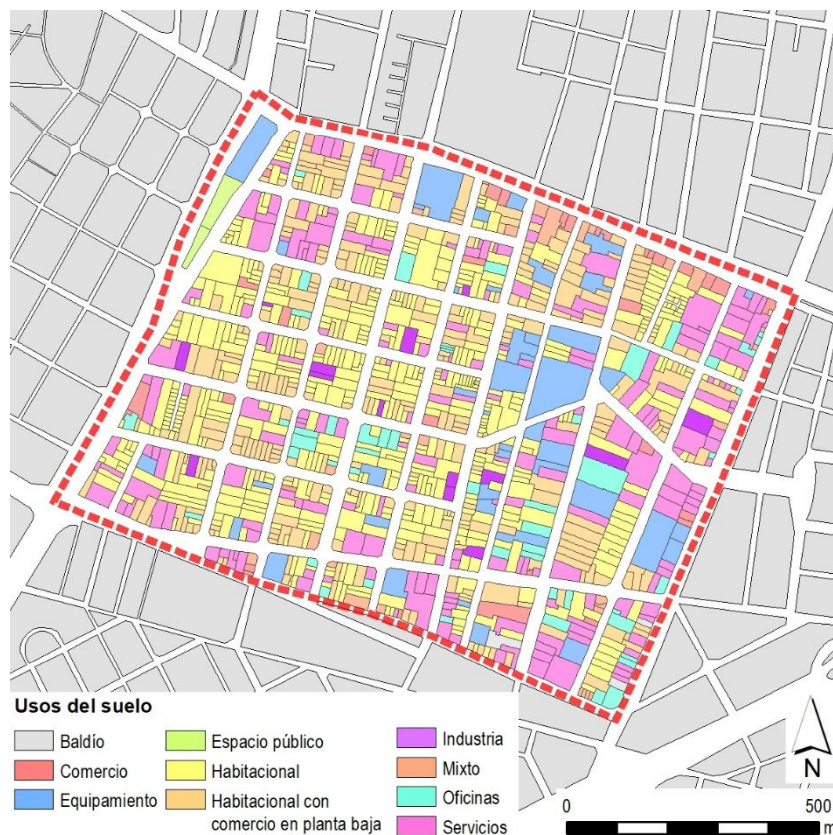 Usos del suelo
Baldío
Comercio
Equipamiento
Espacio público
Habitacional
Habitacional con
comercio en planta baja
Industria
Mixto
Oficinas
Servicios
N
0 500
m